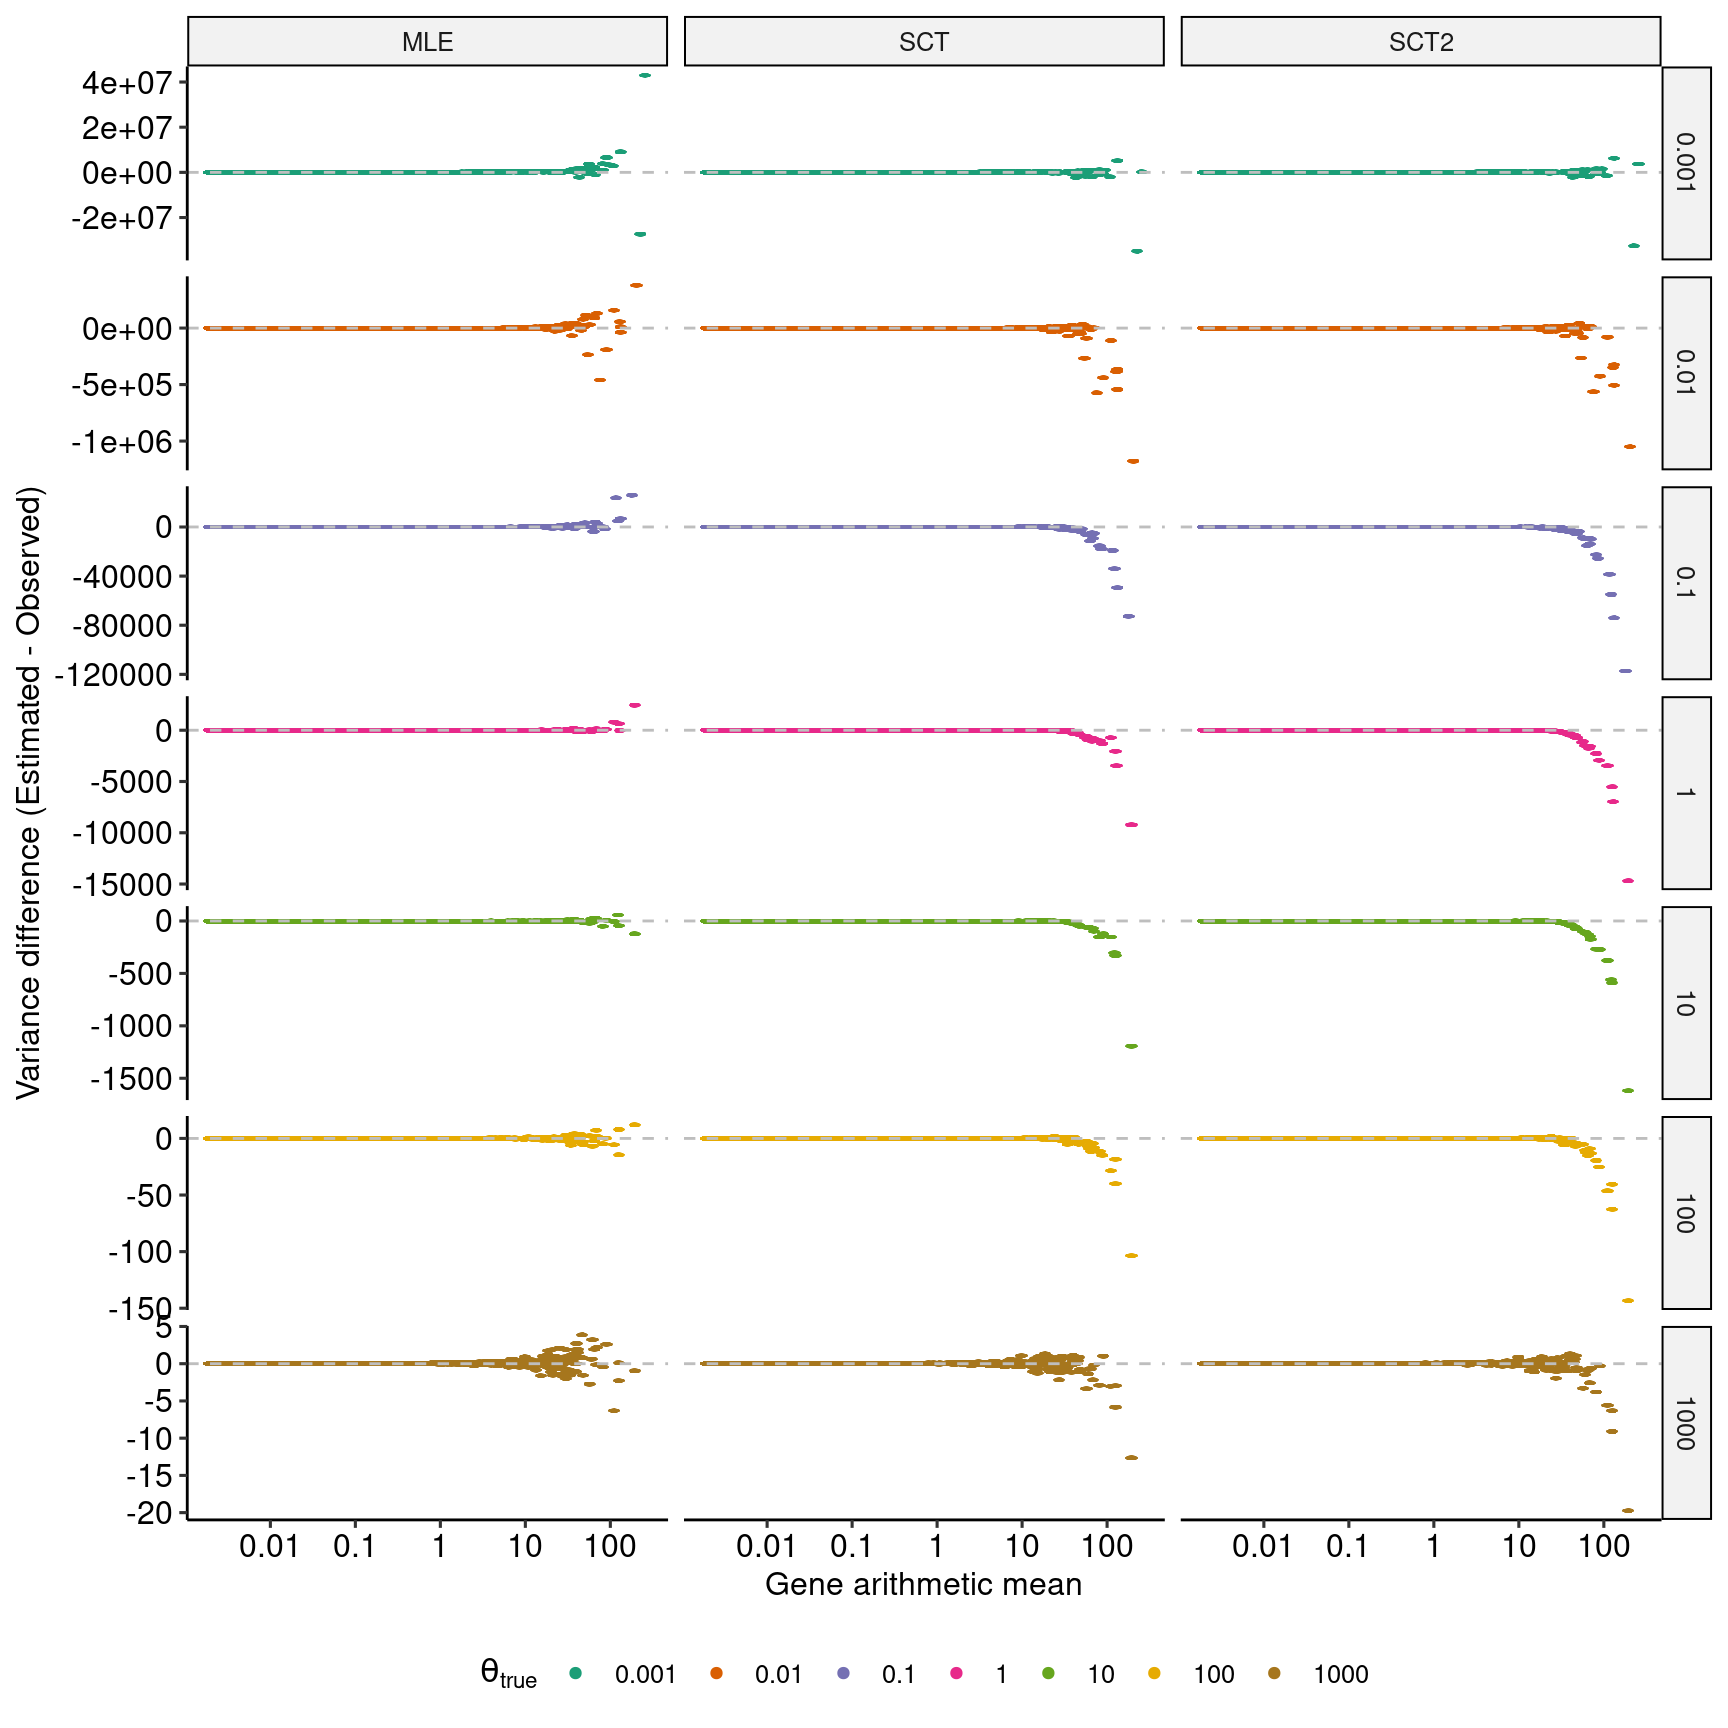 MLE SCT SCT2
4e+07
2e+07
0e+00
-2e+07
0.001
0e+00
-5e+05
-1e+06
0.01
0
-40000
-80000
-120000
0.1
0
-5000
-10000
-15000
1
0
-500
-1000
-1500
10
0
-50
-100
-150
100
5
0
-5
-10
-15
-20
1000
Variance difference (Estimated - Observed)
0.01 0.1 1 10 100 0.01 0.1 1 10 100 0.01 0.1 1 10 100
Gene arithmetic mean
θtrue 0.001 0.01 0.1 1 10 100 1000